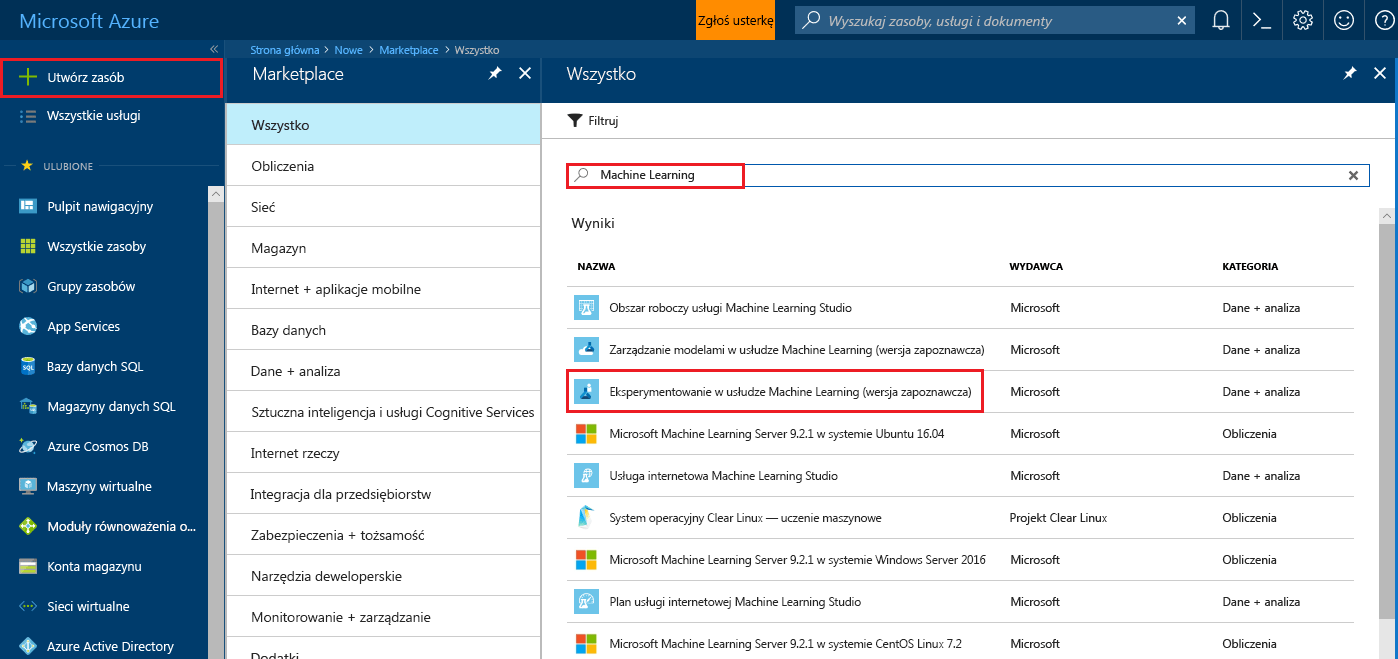 Microsoft Azure
Zgłoś usterkę
Wyszukaj zasoby, usługi i dokumenty
Strona główna > Nowe > Marketplace > Wszystko
Utwórz zasób
Wszystkie usługi
ULUBIONE
Pulpit nawigacyjny
Wszystkie zasoby
Grupy zasobów
App Services
Bazy danych SQL
Magazyny danych SQL
Azure Cosmos DB
Maszyny wirtualne
Moduły równoważenia o...
Konta magazynu
Sieci wirtualne
Azure Active Directory
Marketplace
Wszystko
Obliczenia
Sieć
Magazyn
Internet + aplikacje mobilne
Bazy danych
Dane + analiza
Sztuczna inteligencja i usługi Cognitive Services
Internet rzeczy
Integracja dla przedsiębiorstw
Zabezpieczenia + tożsamość
Narzędzia deweloperskie
Monitorowanie + zarządzanie
Dodatki
Wszystko
Filtruj
Machine Learning
Wyniki
NAZWA WYDAWCA KATEGORIA
Obszar roboczy usługi Machine Learning Studio Microsoft Dane + analiza
Zarządzanie modelami w usłudze Machine Learning (wersja zapoznawcza) Microsoft Dane + analiza
Eksperymentowanie w usłudze Machine Learning (wersja zapoznawcza) Microsoft Dane + analiza
Microsoft Machine Learning Server 9.2.1 w systemie Ubuntu 16.04 Microsoft Obliczenia
Usługa internetowa Machine Learning Studio Microsoft Dane + analiza
System operacyjny Clear Linux — uczenie maszynowe Projekt Clear Linux Obliczenia
Microsoft Machine Learning Server 9.2.1 w systemie Windows Server 2016 Microsoft Obliczenia
Plan usługi internetowej Machine Learning Studio Microsoft Dane + analiza
Microsoft Machine Learning Server 9.2.1 w systemie CentOS Linux 7.2 Microsoft Obliczenia